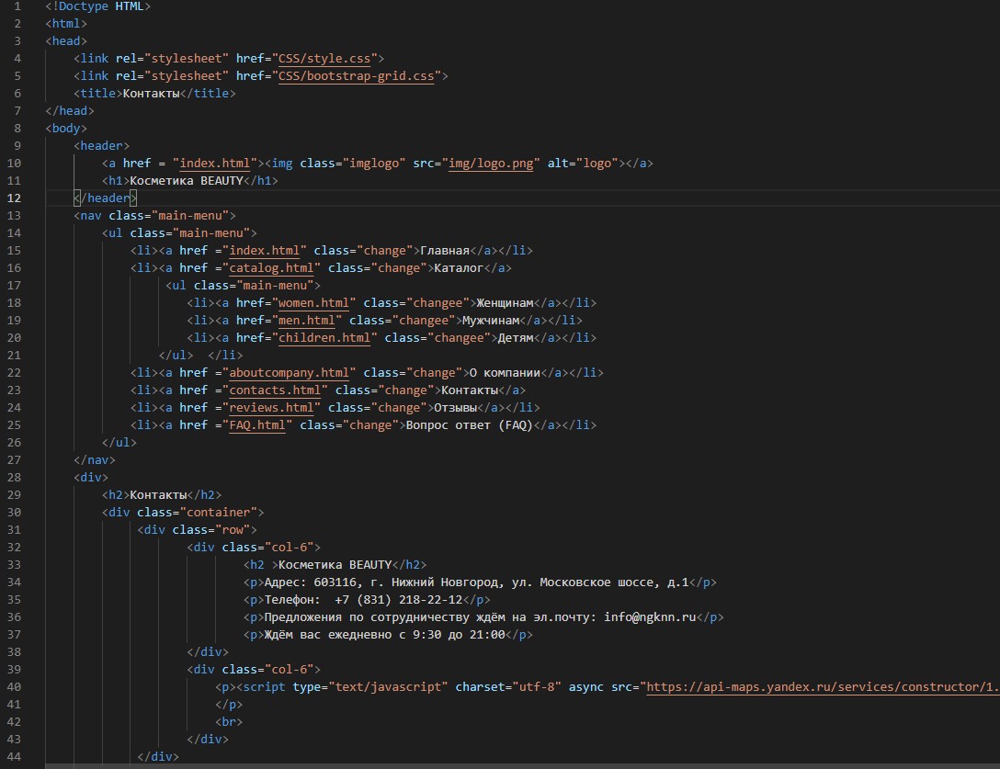 1 <!Doctype HTML>
2 <html>
3 <head>
4 <link rel="stylesheet" href="CSS/style.css">
5 <link rel="stylesheet" href="CSS/bootstrap-grid.css">
6 <title>Контакты</title>
7 </head>
8 <body>
9 <header>
10 <a href = "index.html"><img class="imglogo" src="img/logo.png" alt="logo"></a>
11 <h1>Косметика BEAUTY</h1>
12 </header>
13 <nav class="main-menu">
14 <ul class="main-menu">
15 <li><a href ="index.html" class="change">Главная</a></li>
16 <li><a href ="catalog.html" class="change">Каталог</a>
17 <ul class="main-menu">
18 <li><a href="women.html" class="changee">Женщинам</a></li>
19 <li><a href="men.html" class="changee">Мужчинам</a></li>
20 <li><a href="children.html" class="changee">Детям</a></li>
21 </ul>  </li>
22 <li><a href ="aboutcompany.html" class="change">О компании</a></li>
23 <li><a href ="contacts.html" class="change">Контакты</a>
24 <li><a href ="reviews.html" class="change">Отзывы</a></li>
25 <li><a href ="FAQ.html" class="change">Вопрос ответ (FAQ)</a></li>
26 </ul>
27 </nav>
28 <div>
29 <h2>Контакты</h2>
30 <div class="container">
31 <div class="row">
32 <div class="col-6">
33 <h2 >Косметика BEAUTY</h2>
34 <p>Адрес: 603116, г. Нижний Новгород, ул. Московское шоссе, д.1</p>
35 <p>Телефон:  +7 (831) 218-22-12</p>
36 <p>Предложения по сотрудничеству ждём на эл.почту: info@ngknn.ru</p>
37 <p>Ждём вас ежедневно с 9:30 до 21:00</p>
38 </div>
39 <div class="col-6">
40 <p><script type="text/javascript" charset="utf-8" async src="https://api-maps.yandex.ru/services/constructor/1.
41 </p>
42 <br>
43 </div>
44 </div>